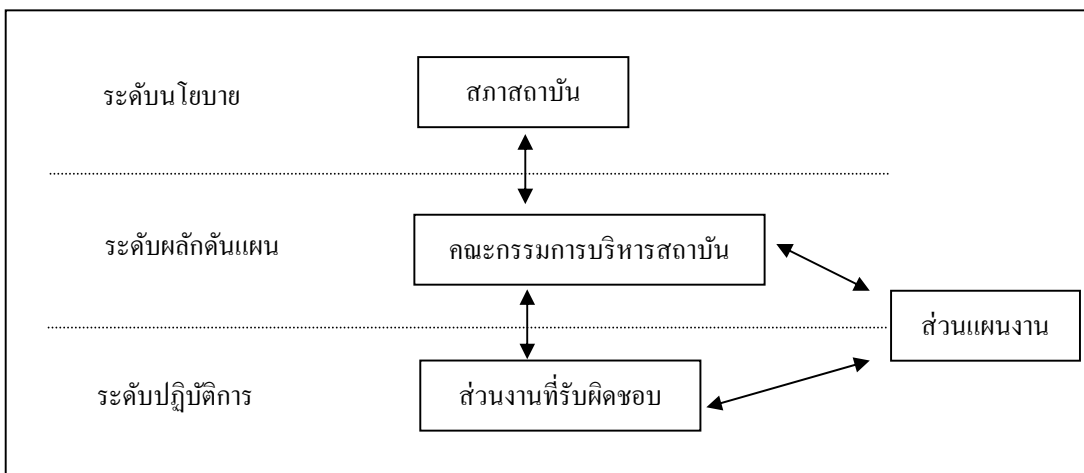 ระดับนโยบาย
สภาสถาบัน
ระดับผลักดันแผน
คณะกรรมการบริหารสถาบัน
ส่วนแผนงาน
ระดับปฏิบัติการ
ส่วนงานที่รับผิดชอบ